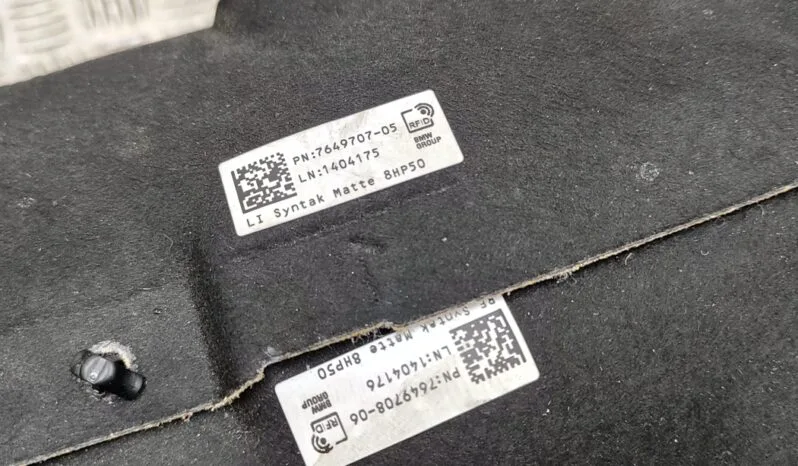 PN:7649707-05
LN:1404175
LI Syntak Matte 8HP50
RFID
BMW
GROUP
PN:7649708-06
LN:1404176
RF Syntak Matte 8HP50
RFID
BMW
GROUP